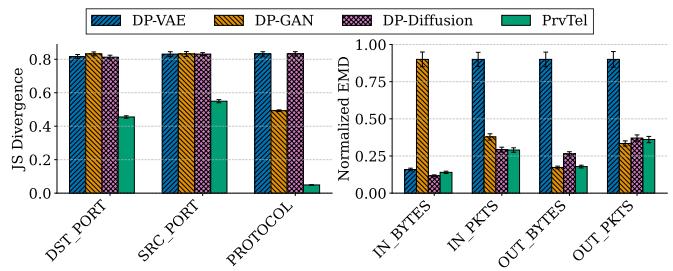 DP-VAE DP-GAN DP-Diffusion PrvTel
JS Divergence
0.8
0.6
0.4
0.2
0.0
DST_PORT
SRC_PORT
PROTOCOL
Normalized EMD
1.00
0.75
0.50
0.25
0.00
IN_BYTES
IN_PKTS
OUT_BYTES
OUT_PKTS